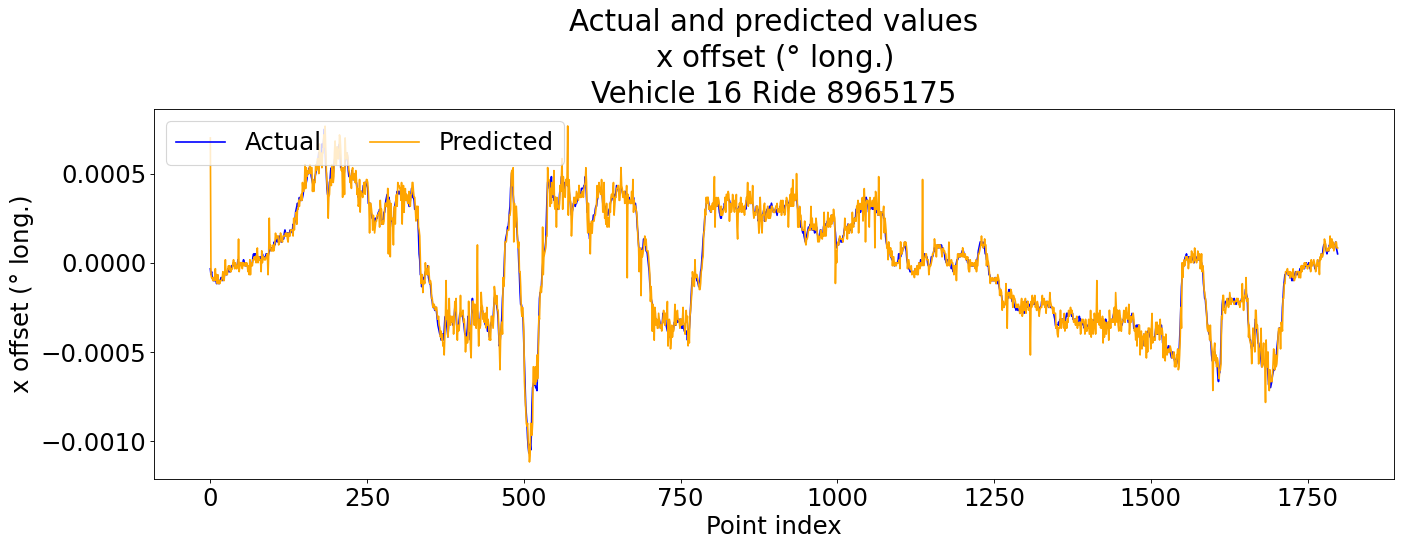 Actual and predicted values
x offset (° long.)
Vehicle 16 Ride 8965175
Actual
Predicted
x offset (° long.)
0.0005
0.0000
−0.0005
−0.0010
0
250
500
750
1000
1250
1500
1750
Point index